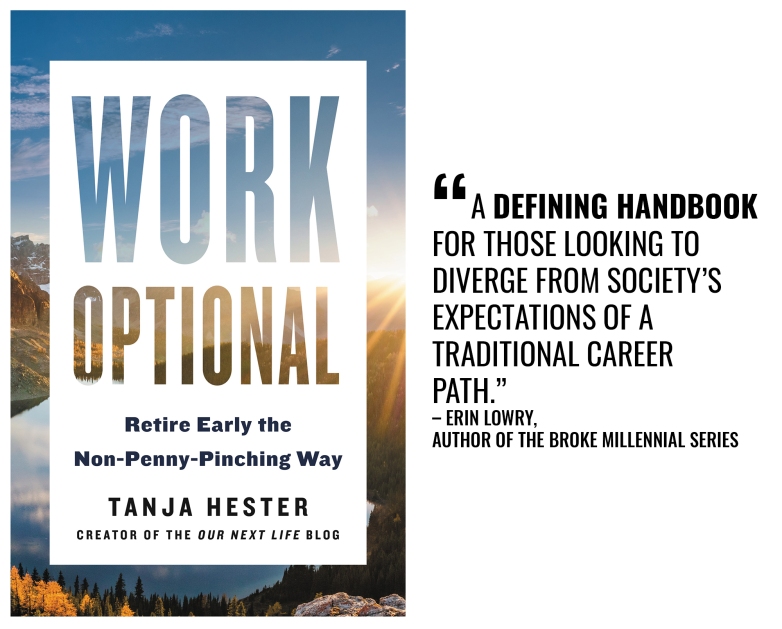 WORK
OPTIONAL
Retire Early the
Non-Penny-Pinching Way
TANJA HESTER
CREATOR OF THE OUR NEXT LIFE BLOG
“A DEFINING HANDBOOK
FOR THOSE LOOKING TO
DIVERGE FROM SOCIETY’S
EXPECTATIONS OF A
TRADITIONAL CAREER
PATH.”
– ERIN LOWRY,
AUTHOR OF THE BROKE MILLENNIAL SERIES